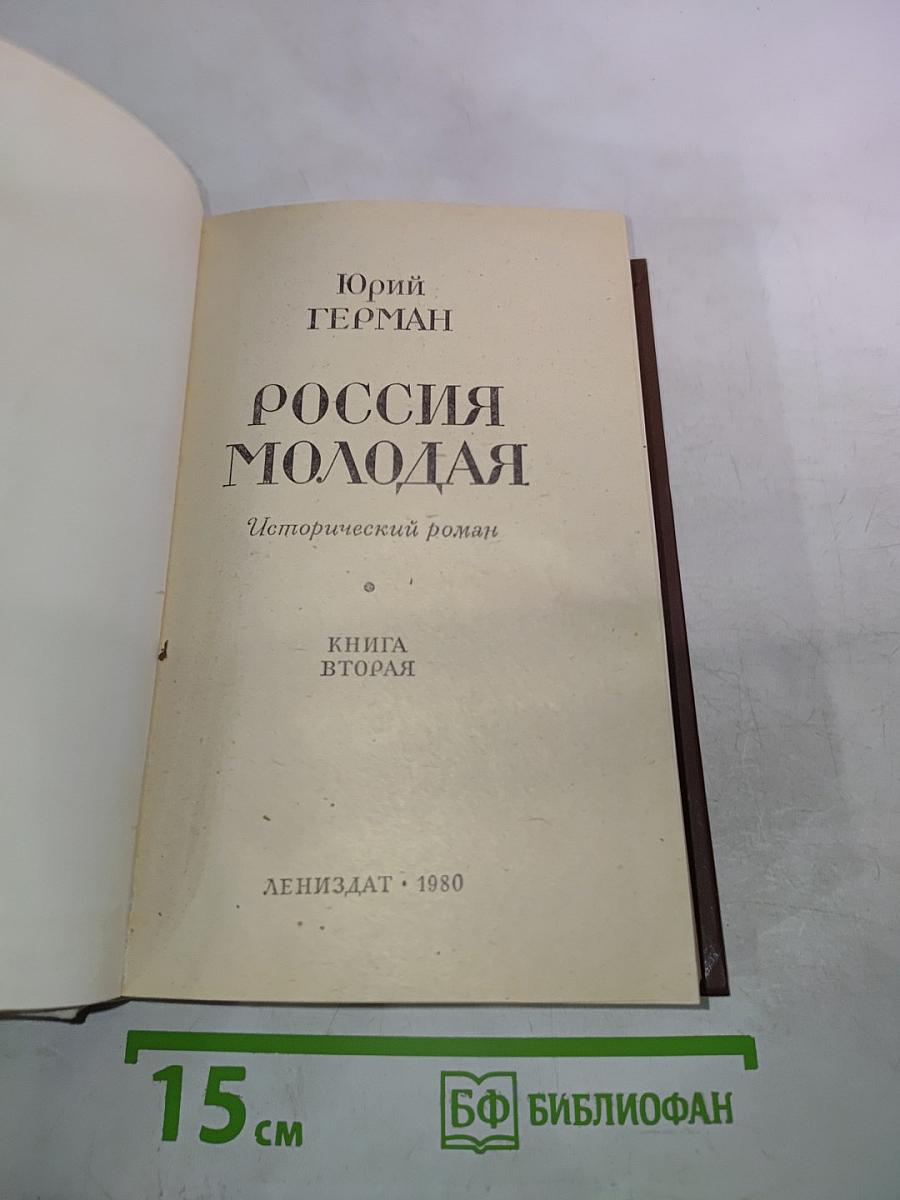 Юрий
ГЕРМАН
РОССИЯ
МОЛОДАЯ
Исторический роман
КНИГА
ВТОРАЯ
ЛЕНИЗДАТ • 1980
15 см
БФ БИБЛИОФАН